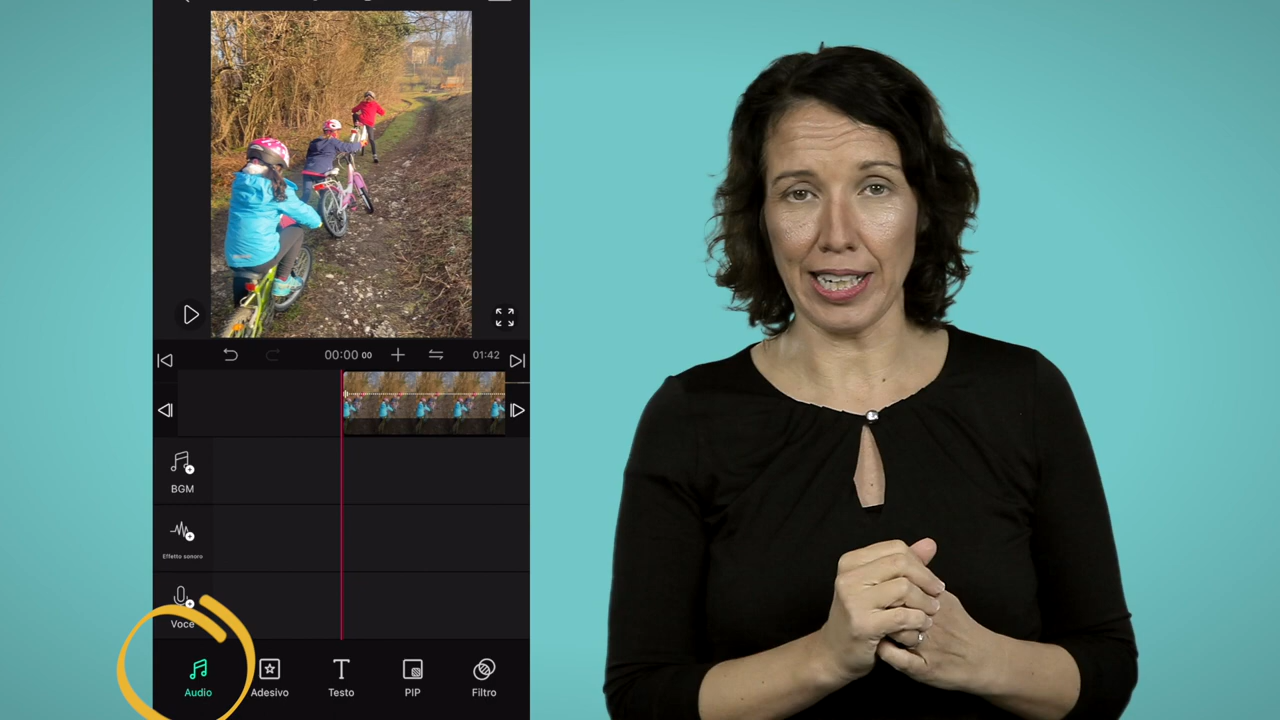 00:00 00
01:42
BGM
Effetto sonoro
Voce
Audio
Adesivo
Testo
PIP
Filtro